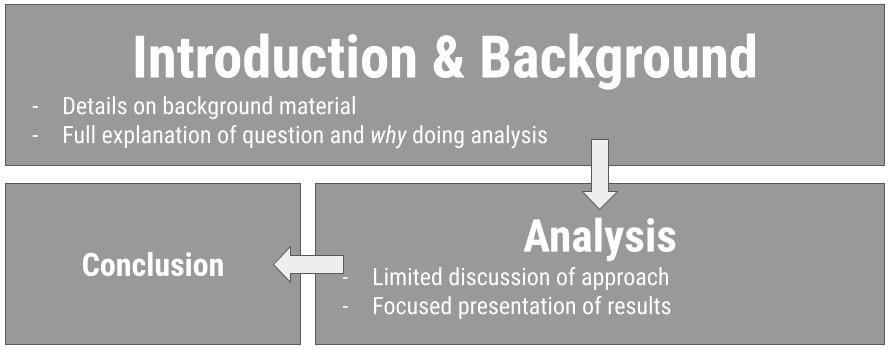 Introduction & Background
- Details on background material
- Full explanation of question and why doing analysis
Analysis
- Limited discussion of approach
- Focused presentation of results
Conclusion